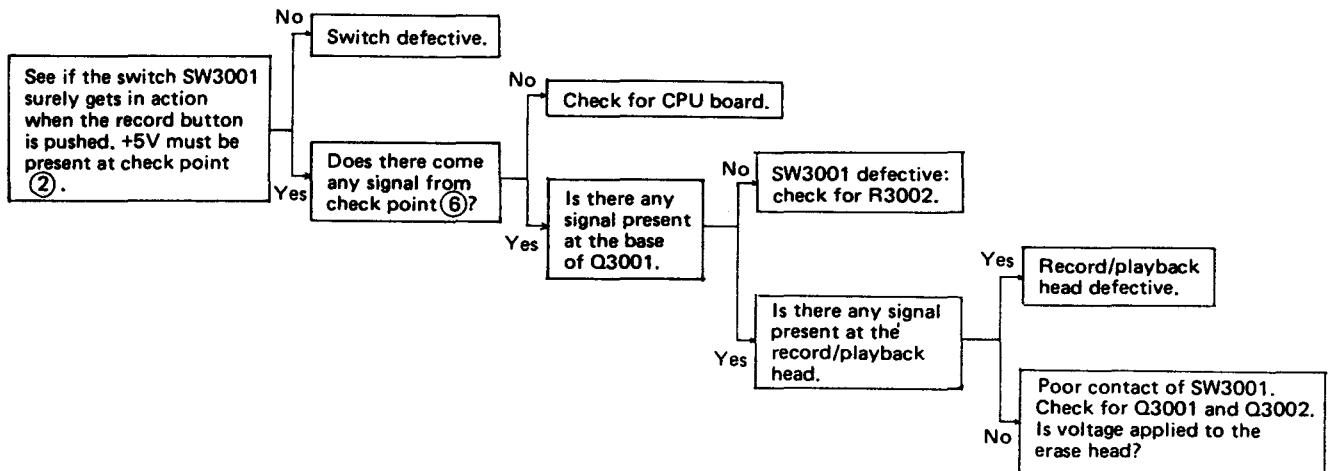 No
Switch defective.
See if the switch SW3001
surely gets in action
when the record button
is pushed. +5V must be
present at check point
② .
Yes
Does there come
any signal from
check point ⑥?
No
Check for CPU board.
Yes
Is there any
signal present
at the base
of Q3001.
No
SW3001 defective:
check for R3002.
Yes
Is there any signal
present at the
record/playback
head.
Yes
Record/playback
head defective.
No
Poor contact of SW3001.
Check for Q3001 and Q3002.
Is voltage applied to the
erase head?